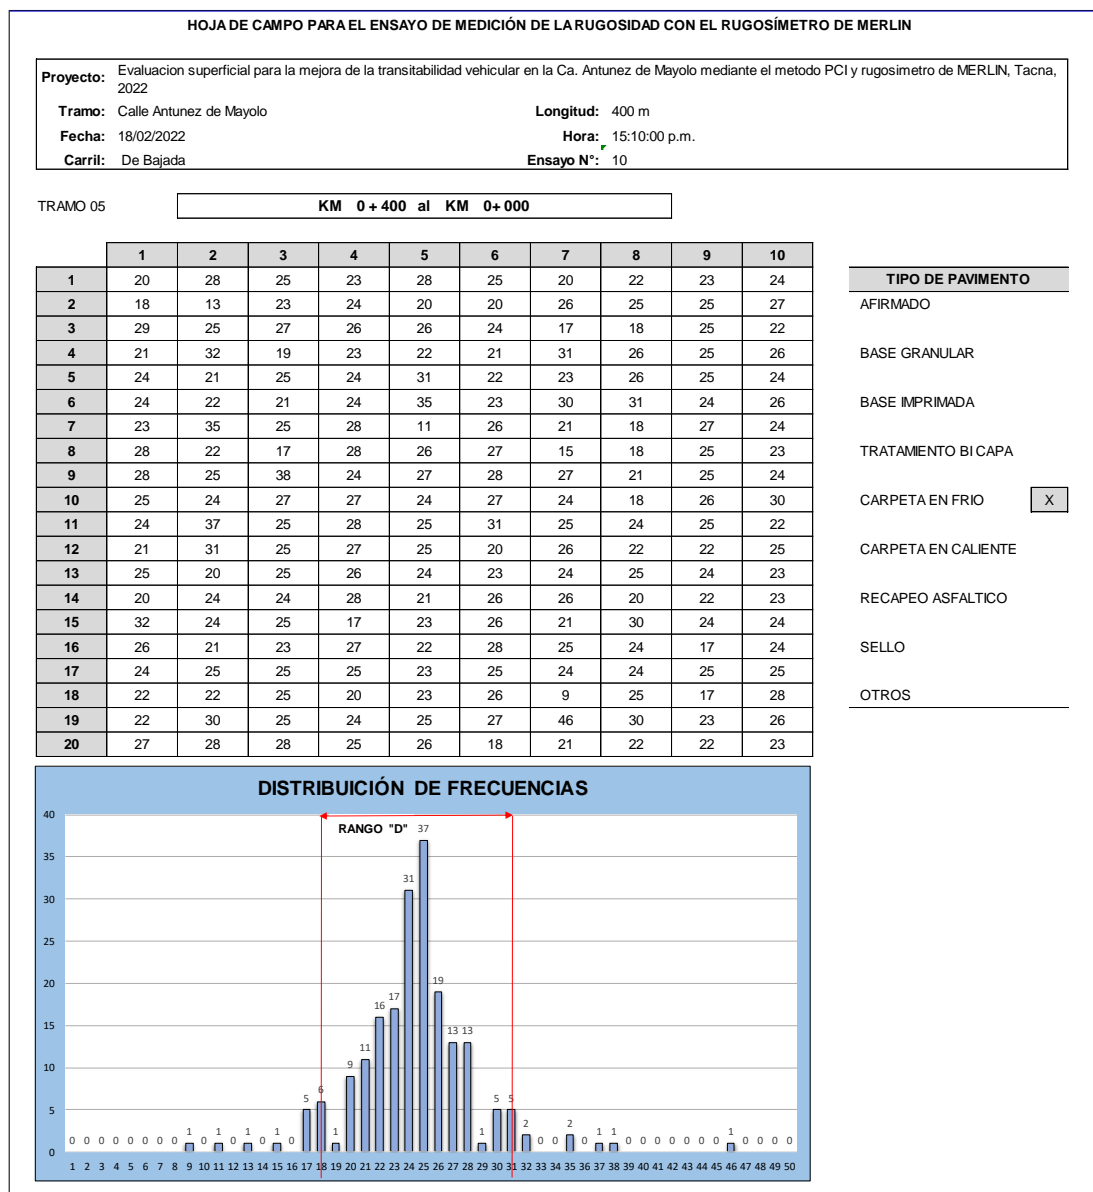 HOJA DE CAMPO PARA EL ENSAYO DE MEDICIÓN DE LA RUGOSIDAD CON EL RUGOSÍMETRO DE MERLIN
Proyecto: Evaluacion superficial para la mejora de la transitabilidad vehicular en la Ca. Antunez de Mayolo mediante el metodo PCI y rugosimetro de MERLIN, Tacna,
2022
Tramo: Calle Antunez de Mayolo Longitud: 400 m
Fecha: 18/02/2022 Hora: 15:10:00 p.m.
Carril: De Bajada Ensayo N°: 10
TRAMO 05 KM 0+400 al KM 0+000
1 2 3 4 5 6 7 8 9 10
1 20 28 25 23 28 25 20 22 23 24
2 18 13 23 24 20 20 26 25 25 27
3 29 25 27 26 26 24 17 18 25 22
4 21 32 19 23 22 21 31 26 25 26
5 24 21 25 24 31 22 23 26 25 24
6 24 22 21 24 35 23 30 31 24 26
7 23 35 25 28 11 26 21 18 27 24
8 28 22 17 28 26 27 15 18 25 23
9 28 25 38 24 27 28 27 21 25 24
10 25 24 27 27 24 27 24 18 26 30
11 24 37 25 28 25 31 25 24 25 22
12 21 31 25 27 25 20 26 22 22 25
13 25 20 25 26 24 23 24 25 24 23
14 20 24 24 28 21 26 26 20 22 23
15 32 24 25 17 23 26 21 30 24 24
16 26 21 23 27 22 28 25 24 17 24
17 24 25 25 25 23 25 24 24 25 25
18 22 22 25 20 23 26 9 25 17 28
19 22 30 25 24 25 27 46 30 23 26
20 27 28 28 25 26 18 21 22 22 23
TIPO DE PAVIMENTO
AFIRMADO
BASE GRANULAR
BASE IMPRIMADA
TRATAMIENTO BICAPA
CARPETA EN FRIO X
CARPETA EN CALIENTE
RECAPEO ASFALTICO
SELLO
OTROS
DISTRIBUICIÓN DE FRECUENCIAS
RANGO "D"
40
35
30
25
20
15
10
5
0
0 0 0 0 0 0 0 0 1 0 1 0 1 0 1 0 5 6 1 9 11 16 17 31 37 19 13 13 1 5 5 2 0 0 2 0 1 1 0 0 0 0 0 0 0 1 0 0 0 0
1 2 3 4 5 6 7 8 9 10 11 12 13 14 15 16 17 18 19 20 21 22 23 24 25 26 27 28 29 30 31 32 33 34 35 36 37 38 39 40 41 42 43 44 45 46 47 48 49 50